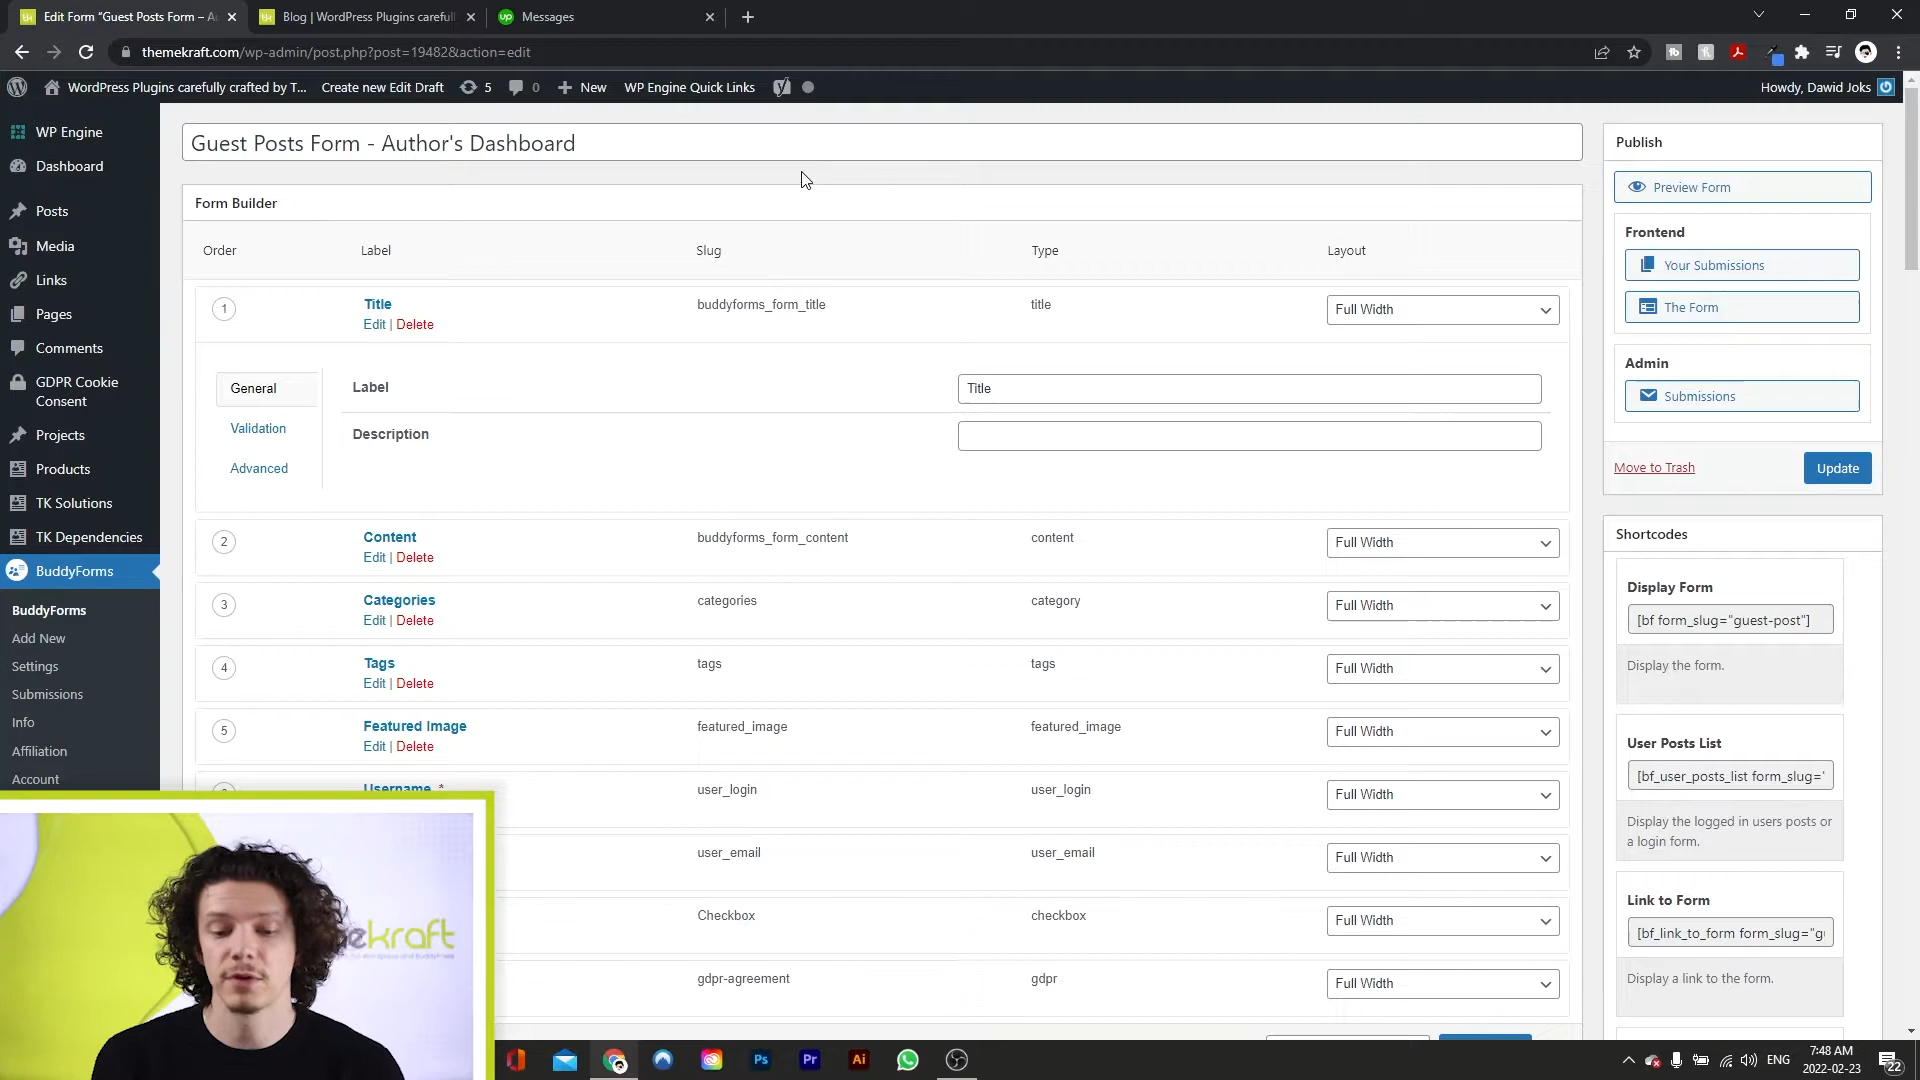 Edit Form "Guest Posts Form – A
Blog | WordPress Plugins careful
up
Messages
themekraft.com/wp-admin/post.php?post=19482&action=edit
WordPress Plugins carefully crafted by T...
Create new Edit Draft
5
0
New
WP Engine Quick Links
Howdy, Dawid Joks
WP Engine
Dashboard
Posts
Media
Links
Pages
Comments
GDPR Cookie
Consent
Projects
Products
TK Solutions
TK Dependencies
BuddyForms
BuddyForms
Add New
Settings
Submissions
Info
Affiliation
Account
Guest Posts Form - Author's Dashboard
Form Builder
Order
Label
Slug
Type
Layout
1
Title
Edit | Delete
buddyforms_form_title
title
Full Width
General
Validation
Advanced
Label
Title
Description
2
Content
Edit | Delete
buddyforms_form_content
content
Full Width
3
Categories
Edit | Delete
categories
category
Full Width
4
Tags
Edit | Delete
tags
tags
Full Width
5
Featured Image
Edit | Delete
featured_image
featured_image
Full Width
Username *
user_login
user_login
Full Width
user_email
user_email
Full Width
Checkbox
checkbox
Full Width
gdpr-agreement
gdpr
Full Width
Publish
Preview Form
Frontend
Your Submissions
The Form
Admin
Submissions
Move to Trash
Update
Shortcodes
Display Form
[bf form_slug="guest-post"]
Display the form.
User Posts List
[bf_user_posts_list form_slug='
Display the logged in users posts or
a login form.
Link to Form
[bf_link_to_form form_slug="g
Display a link to the form.
ekraft
Ps
Pr
Ai
ENG
7:48 AM
2022-02-23
22